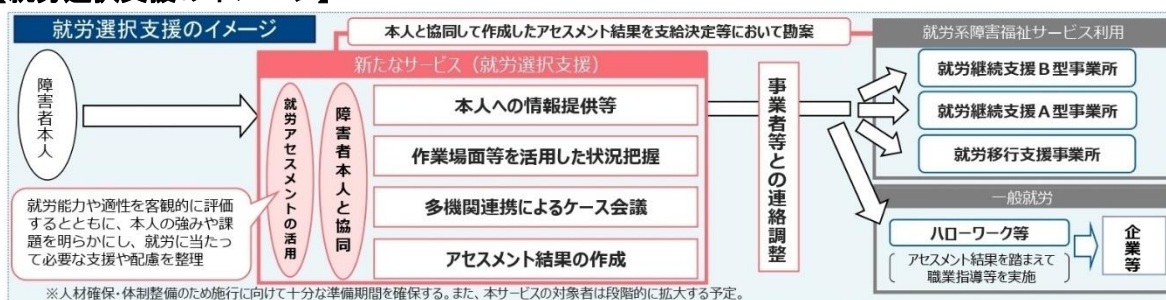 【就労選択支援のイメージ】
就労選択支援のイメージ
本人と協同して作成したアセスメント結果を支給決定等において勘案
障害者本人
新たなサービス（就労選択支援）
就労アセスメントの活用
障害者本人と協同
本人への情報提供等
作業場面等を活用した状況把握
多機関連携によるケース会議
アセスメント結果の作成
就労能力や適性を客観的に評価
するとともに、本人の強みや課
題を明らかにし、就労に当たっ
て必要な支援や配慮を整理
事業者等との連絡調整
就労系障害福祉サービス利用
就労継続支援Ｂ型事業所
就労継続支援Ａ型事業所
就労移行支援事業所
一般就労
ハローワーク等
アセスメント結果を踏まえて
職業指導等を実施
企業等
※人材確保・体制整備のため施行に向けて十分な準備期間を確保する。また、本サービスの対象者は段階的に拡大する予定。